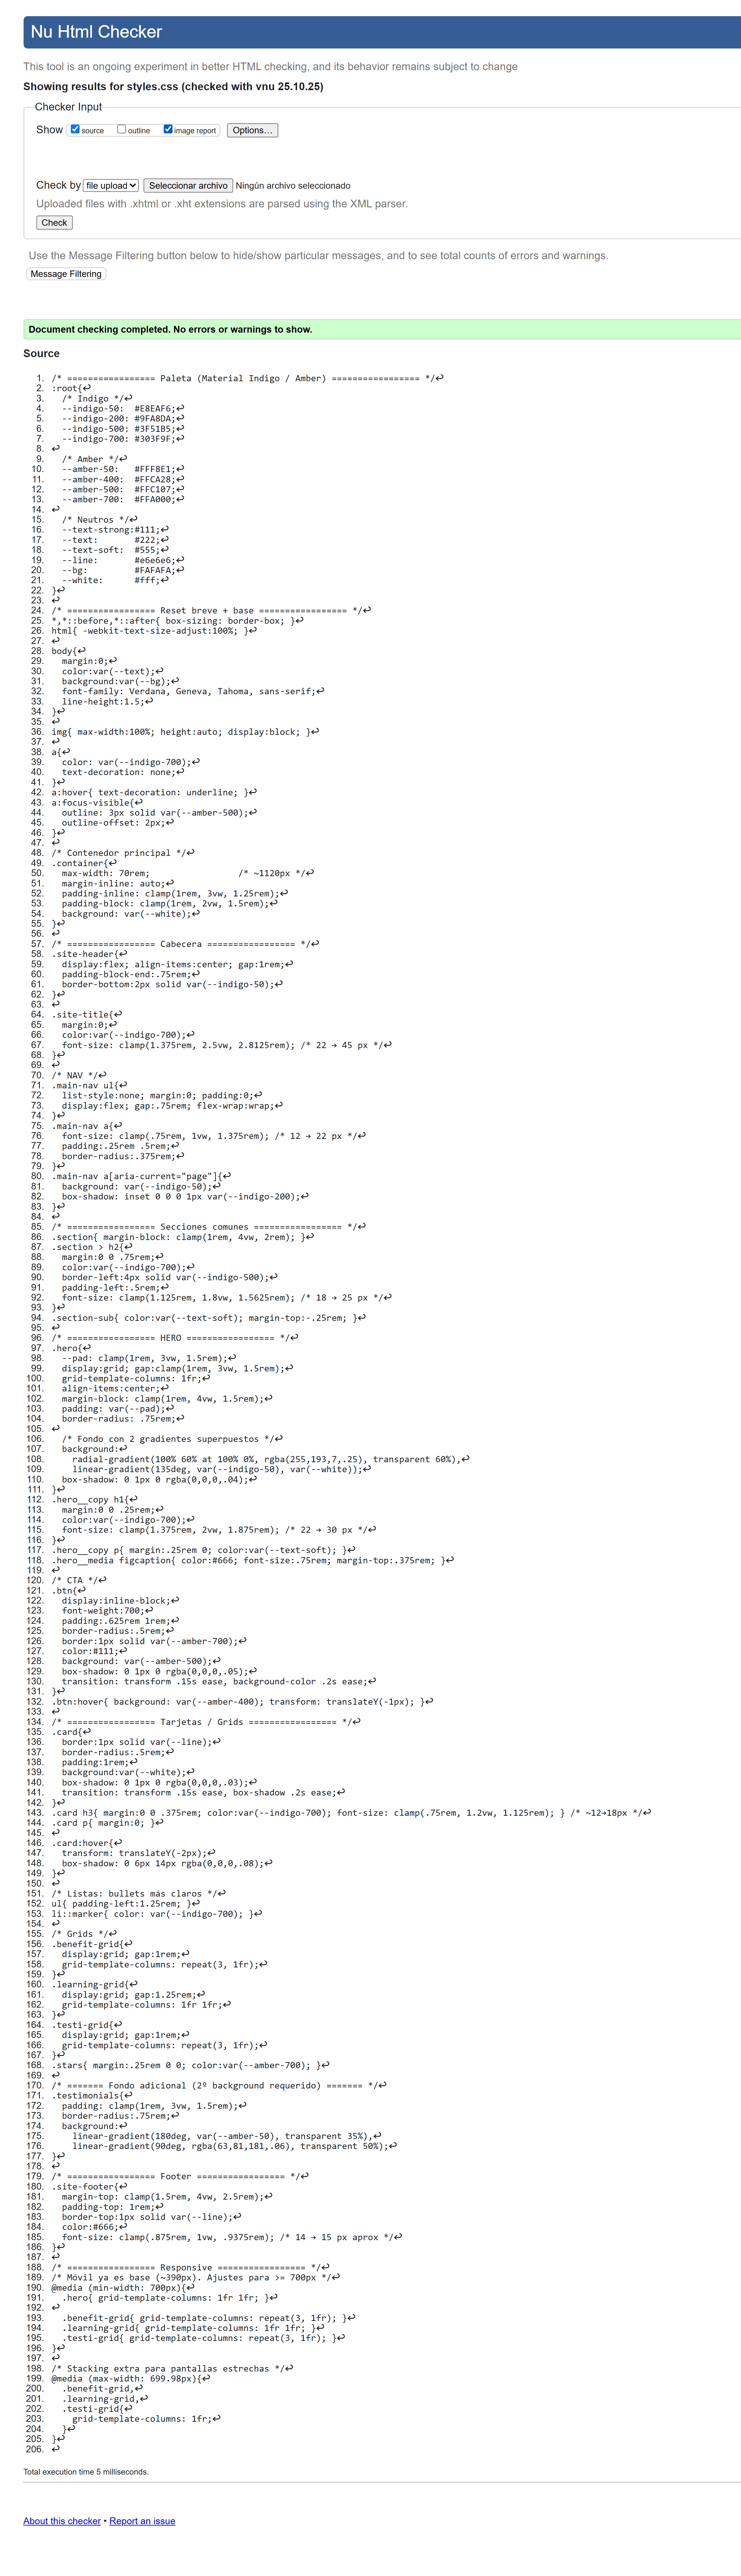 Nu Html Checker
This tool is an ongoing experiment in better HTML checking, and its behavior remains subject to change
Showing results for styles.css (checked with vnu 25.10.25)
Checker Input
Show source outline image report Options...
Check by file upload Seleccionar archivo Ningún archivo seleccionado
Uploaded files with .xhtml or .xht extensions are parsed using the XML parser.
Check
Use the Message Filtering button below to hide/show particular messages, and to see total counts of errors and warnings.
Message Filtering
Document checking completed. No errors or warnings to show.
Source
1. /* ================= Paleta (Material Indigo / Amber) ================= */↩
2. :root{↩
3.   /* Indigo */↩
4.   --indigo-50:  #E8EAF6;↩
5.   --indigo-200: #9FA8DA;↩
6.   --indigo-500: #3F51B5;↩
7.   --indigo-700: #303F9F;↩
8. ↩
9.   /* Amber */↩
10.   --amber-50:   #FFF8E1;↩
11.   --amber-400:  #FFCA28;↩
12.   --amber-500:  #FFC107;↩
13.   --amber-700:  #FFA000;↩
14. ↩
15.   /* Neutros */↩
16.   --text-strong:#111;↩
17.   --text:       #222;↩
18.   --text-soft:  #555;↩
19.   --line:       #e6e6e6;↩
20.   --bg:         #FAFAFA;↩
21.   --white:      #fff;↩
22. }↩
23. ↩
24. /* ================= Reset breve + base ================= */↩
25. *,*::before,*::after{ box-sizing: border-box; }↩
26. html{ -webkit-text-size-adjust:100%; }↩
27. ↩
28. body{↩
29.   margin:0;↩
30.   color:var(--text);↩
31.   background:var(--bg);↩
32.   font-family: Verdana, Geneva, Tahoma, sans-serif;↩
33.   line-height:1.5;↩
34. }↩
35. ↩
36. img{ max-width:100%; height:auto; display:block; }↩
37. ↩
38. a{↩
39.   color: var(--indigo-700);↩
40.   text-decoration: none;↩
41. }↩
42. a:hover{ text-decoration: underline; }↩
43. a:focus-visible{↩
44.   outline: 3px solid var(--amber-500);↩
45.   outline-offset: 2px;↩
46. }↩
47. ↩
48. /* Contenedor principal */↩
49. .container{↩
50.   max-width: 70rem;                 /* ~1120px */↩
51.   margin-inline: auto;↩
52.   padding-inline: clamp(1rem, 3vw, 1.25rem);↩
53.   padding-block: clamp(1rem, 2vw, 1.5rem);↩
54.   background: var(--white);↩
55. }↩
56. ↩
57. /* ================= Cabecera ================= */↩
58. .site-header{↩
59.   display:flex; align-items:center; gap:1rem;↩
60.   padding-block-end:.75rem;↩
61.   border-bottom:2px solid var(--indigo-50);↩
62. }↩
63. ↩
64. .site-title{↩
65.   margin:0;↩
66.   color:var(--indigo-700);↩
67.   font-size: clamp(1.375rem, 2.5vw, 2.8125rem); /* 22 → 45 px */↩
68. }↩
69. ↩
70. /* NAV */↩
71. .main-nav ul{↩
72.   list-style:none; margin:0; padding:0;↩
73.   display:flex; gap:.75rem; flex-wrap:wrap;↩
74. }↩
75. .main-nav a{↩
76.   font-size: clamp(.75rem, 1vw, 1.375rem); /* 12 → 22 px */↩
77.   padding:.25rem .5rem;↩
78.   border-radius:.375rem;↩
79. }↩
80. .main-nav a[aria-current="page"]{↩
81.   background: var(--indigo-50);↩
82.   box-shadow: inset 0 0 0 1px var(--indigo-200);↩
83. }↩
84. ↩
85. /* ================= Secciones comunes ================= */↩
86. .section{ margin-block: clamp(1rem, 4vw, 2rem); }↩
87. .section > h2{↩
88.   margin:0 0 .75rem;↩
89.   color:var(--indigo-700);↩
90.   border-left:4px solid var(--indigo-500);↩
91.   padding-left:.5rem;↩
92.   font-size: clamp(1.125rem, 1.8vw, 1.5625rem); /* 18 → 25 px */↩
93. }↩
94. .section-sub{ color:var(--text-soft); margin-top:-.25rem; }↩
95. ↩
96. /* ================= HERO ================= */↩
97. .hero{↩
98.   --pad: clamp(1rem, 3vw, 1.5rem);↩
99.   display:grid; gap:clamp(1rem, 3vw, 1.5rem);↩
100.   grid-template-columns: 1fr;↩
101.   align-items:center;↩
102.   margin-block: clamp(1rem, 4vw, 1.5rem);↩
103.   padding: var(--pad);↩
104.   border-radius: .75rem;↩
105. ↩
106.   /* Fondo con 2 gradientes superpuestos */↩
107.   background:↩
108.     radial-gradient(100% 60% at 100% 0%, rgba(255,193,7,.25), transparent 60%),↩
109.     linear-gradient(135deg, var(--indigo-50), var(--white));↩
110.   box-shadow: 0 1px 0 rgba(0,0,0,.04);↩
111. }↩
112. .hero__copy h1{↩
113.   margin:0 0 .25rem;↩
114.   color:var(--indigo-700);↩
115.   font-size: clamp(1.375rem, 2vw, 1.875rem); /* 22 → 30 px */↩
116. }↩
117. .hero__copy p{ margin:.25rem 0; color:var(--text-soft); }↩
118. .hero__media figcaption{ color:#666; font-size:.75rem; margin-top:.375rem; }↩
119. ↩
120. /* CTA */↩
121. .btn{↩
122.   display:inline-block;↩
123.   font-weight:700;↩
124.   padding:.625rem 1rem;↩
125.   border-radius:.5rem;↩
126.   border:1px solid var(--amber-700);↩
127.   color:#111;↩
128.   background: var(--amber-500);↩
129.   box-shadow: 0 1px 0 rgba(0,0,0,.05);↩
130.   transition: transform .15s ease, background-color .2s ease;↩
131. }↩
132. .btn:hover{ background: var(--amber-400); transform: translateY(-1px); }↩
133. ↩
134. /* ================= Tarjetas / Grids ================= */↩
135. .card{↩
136.   border:1px solid var(--line);↩
137.   border-radius:.5rem;↩
138.   padding:1rem;↩
139.   background:var(--white);↩
140.   box-shadow: 0 1px 0 rgba(0,0,0,.03);↩
141.   transition: transform .15s ease, box-shadow .2s ease;↩
142. }↩
143. .card h3{ margin:0 0 .375rem; color:var(--indigo-700); font-size: clamp(.75rem, 1.2vw, 1.125rem); } /* ~12→18px */↩
144. .card p{ margin:0; }↩
145. ↩
146. .card:hover{↩
147.   transform: translateY(-2px);↩
148.   box-shadow: 0 6px 14px rgba(0,0,0,.08);↩
149. }↩
150. ↩
151. /* Listas: bullets más claros */↩
152. ul{ padding-left:1.25rem; }↩
153. li::marker{ color: var(--indigo-700); }↩
154. ↩
155. /* Grids */↩
156. .benefit-grid{↩
157.   display:grid; gap:1rem;↩
158.   grid-template-columns: repeat(3, 1fr);↩
159. }↩
160. .learning-grid{↩
161.   display:grid; gap:1.25rem;↩
162.   grid-template-columns: 1fr 1fr;↩
163. }↩
164. .testi-grid{↩
165.   display:grid; gap:1rem;↩
166.   grid-template-columns: repeat(3, 1fr);↩
167. }↩
168. .stars{ margin:.25rem 0 0; color:var(--amber-700); }↩
169. ↩
170. /* ======= Fondo adicional (2º background requerido) ======= */↩
171. .testimonials{↩
172.   padding: clamp(1rem, 3vw, 1.5rem);↩
173.   border-radius:.75rem;↩
174.   background:↩
175.     linear-gradient(180deg, var(--amber-50), transparent 35%),↩
176.     linear-gradient(90deg, rgba(63,81,181,.06), transparent 50%);↩
177. }↩
178. ↩
179. /* ================= Footer ================= */↩
180. .site-footer{↩
181.   margin-top: clamp(1.5rem, 4vw, 2.5rem);↩
182.   padding-top: 1rem;↩
183.   border-top:1px solid var(--line);↩
184.   color:#666;↩
185.   font-size: clamp(.875rem, 1vw, .9375rem); /* 14 → 15 px aprox */↩
186. }↩
187. ↩
188. /* ================= Responsive ================= */↩
189. /* Móvil ya es base (~390px). Ajustes para >= 700px */↩
190. @media (min-width: 700px){↩
191.   .hero{ grid-template-columns: 1fr 1fr; }↩
192. ↩
193.   .benefit-grid{ grid-template-columns: repeat(3, 1fr); }↩
194.   .learning-grid{ grid-template-columns: 1fr 1fr; }↩
195.   .testi-grid{ grid-template-columns: repeat(3, 1fr); }↩
196. }↩
197. ↩
198. /* Stacking extra para pantallas estrechas */↩
199. @media (max-width: 699.98px){↩
200.   .benefit-grid,↩
201.   .learning-grid,↩
202.   .testi-grid{↩
203.     grid-template-columns: 1fr;↩
204.   }↩
205. }↩
206. ↩
Total execution time 5 milliseconds.
About this checker • Report an issue